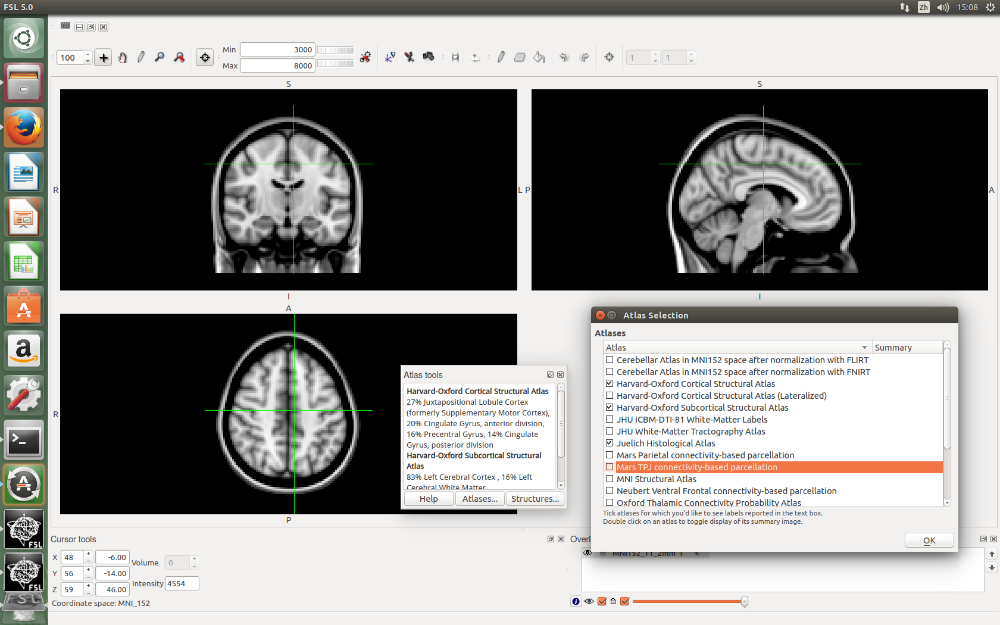 FSL 5.0
Zh
15:08
100
Min
3000
Max
8000
1
1
S
S
R
L
P
A
I
I
A
R
P
Atlas tools
Harvard-Oxford Cortical Structural Atlas
27% Juxtapositional Lobule Cortex
(formerly Supplementary Motor Cortex),
20% Cingulate Gyrus, anterior division,
16% Precentral Gyrus, 14% Cingulate
Gyrus, posterior division
Harvard-Oxford Subcortical Structural
Atlas
83% Left Cerebral Cortex , 16% Left
Cerebral White Matter
Help
Atlases...
Structures...
Atlas Selection
Atlases
Atlas
Summary
Cerebellar Atlas in MNI152 space after normalization with FLIRT
Cerebellar Atlas in MNI152 space after normalization with FNIRT
Harvard-Oxford Cortical Structural Atlas
Harvard-Oxford Cortical Structural Atlas (Lateralized)
Harvard-Oxford Subcortical Structural Atlas
JHU ICBM-DTI-81 White-Matter Labels
JHU White-Matter Tractography Atlas
Juelich Histological Atlas
Mars Parietal connectivity-based parcellation
Mars TPJ connectivity-based parcellation
MNI Structural Atlas
Neubert Ventral Frontal connectivity-based parcellation
Oxford Thalamic Connectivity Probability Atlas
Tick atlases for which you'd like to see labels reported in the text box.
Double click on an atlas to toggle display of its summary image.
OK
Cursor tools
X 48 -6.00
Y 56 -14.00
Z 59 46.00
Volume 0
Intensity 4554
Coordinate space: MNI_152
Overl
MNI152_T1_2mm 1
FSL
FSL
FSL